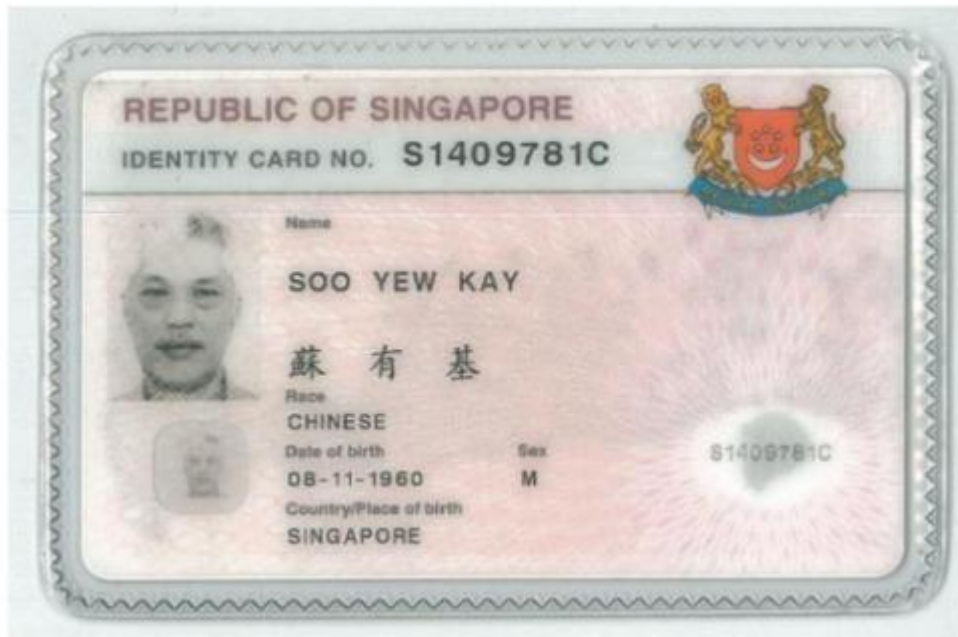 REPUBLIC OF SINGAPORE
IDENTITY CARD NO. S1409781C
Name
SOO YEW KAY
蘇 有 基
Race
CHINESE
Date of birth Sex
08-11-1960 M
Country/Place of birth
SINGAPORE
S1409781C